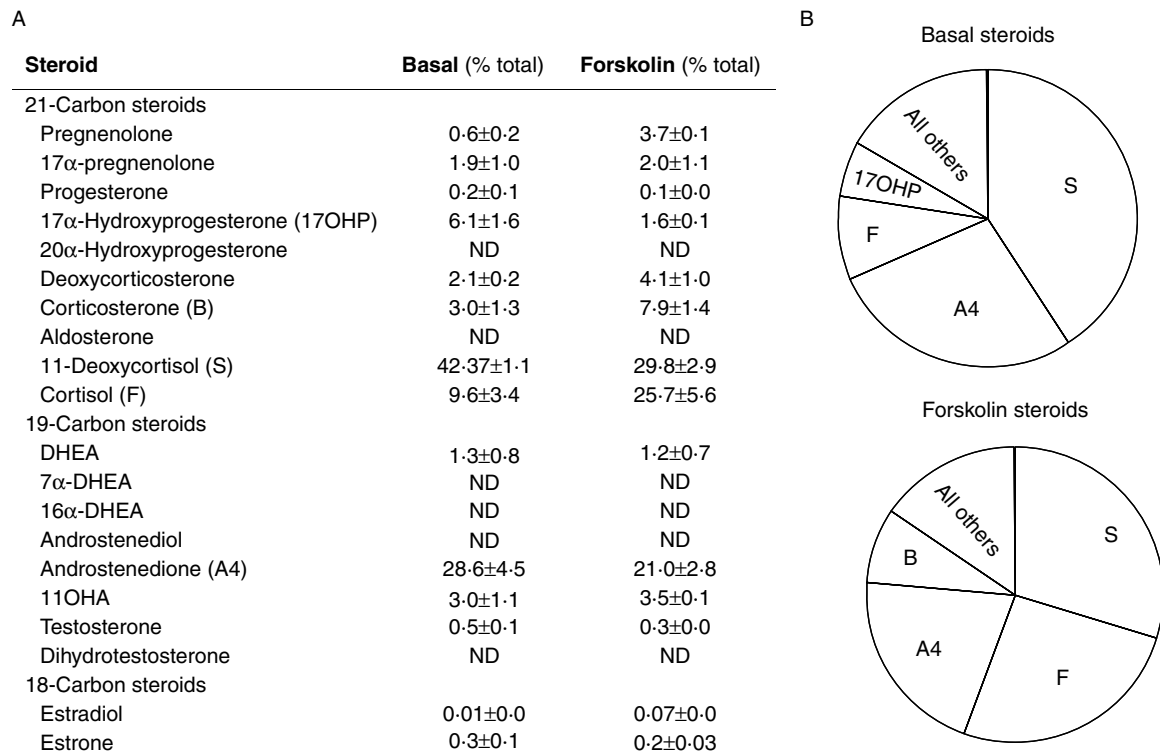 A
Steroid Basal (% total) Forskolin (% total)
21-Carbon steroids
Pregnenolone 0·6±0·2 3·7±0·1
17α-pregnenolone 1·9±1·0 2·0±1·1
Progesterone 0·2±0·1 0·1±0·0
17α-Hydroxyprogesterone (17OHP) 6·1±1·6 1·6±0·1
20α-Hydroxyprogesterone ND ND
Deoxycorticosterone 2·1±0·2 4·1±1·0
Corticosterone (B) 3·0±1·3 7·9±1·4
Aldosterone ND ND
11-Deoxycortisol (S) 42·37±1·1 29·8±2·9
Cortisol (F) 9·6±3·4 25·7±5·6
19-Carbon steroids
DHEA 1·3±0·8 1·2±0·7
7α-DHEA ND ND
16α-DHEA ND ND
Androstenediol ND ND
Androstenedione (A4) 28·6±4·5 21·0±2·8
11OHA 3·0±1·1 3·5±0·1
Testosterone 0·5±0·1 0·3±0·0
Dihydrotestosterone ND ND
18-Carbon steroids
Estradiol 0·01±0·0 0·07±0·0
Estrone 0·3±0·1 0·2±0·03
B
Basal steroids
All others
S
17OHP
F
A4
Forskolin steroids
All others
S
B
A4
F